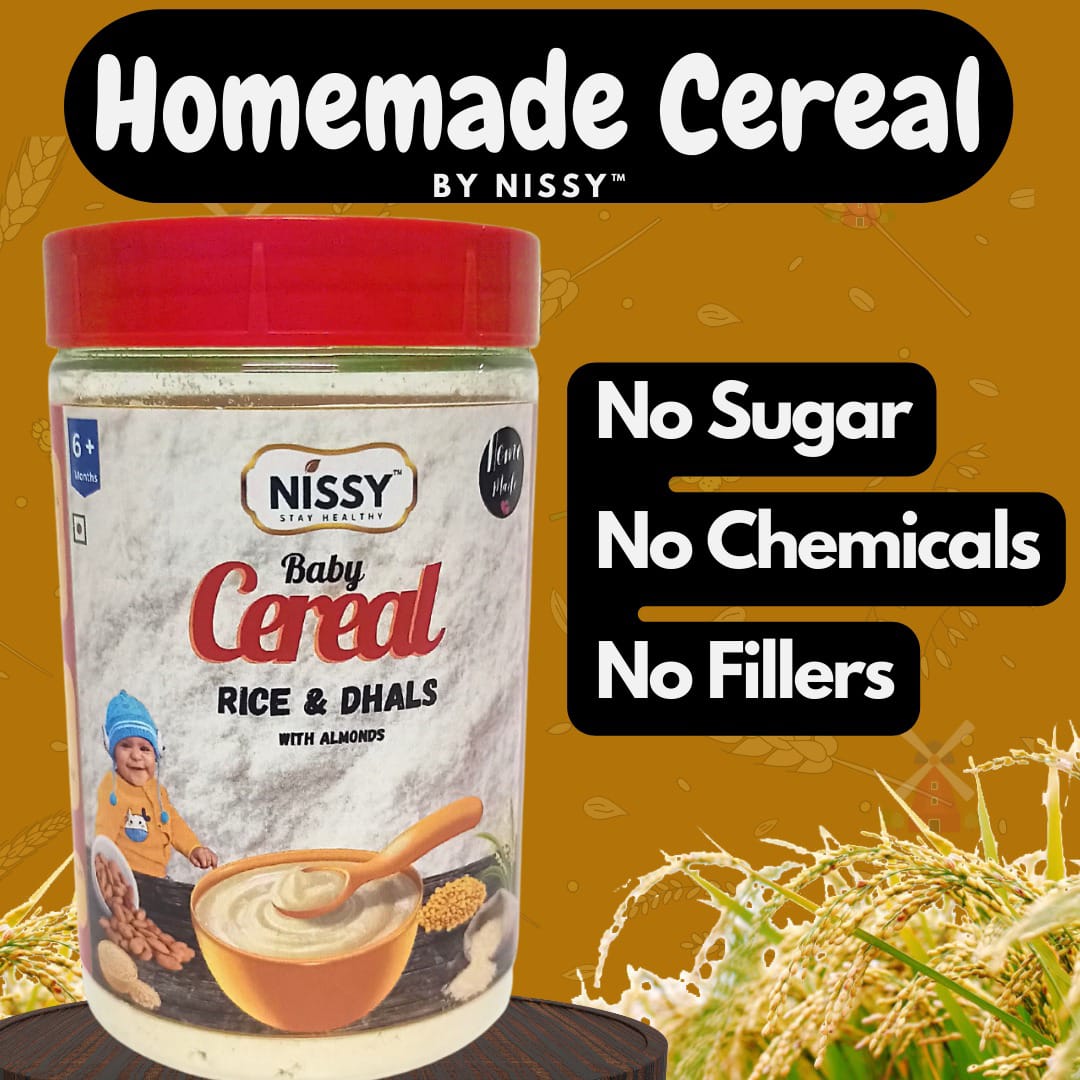 Homemade Cereal
BY NISSY™
6+
Months
NISSY™
STAY HEALTHY
Home
Made
Baby
Cereal
RICE & DHALS
WITH ALMONDS
No Sugar
No Chemicals
No Fillers